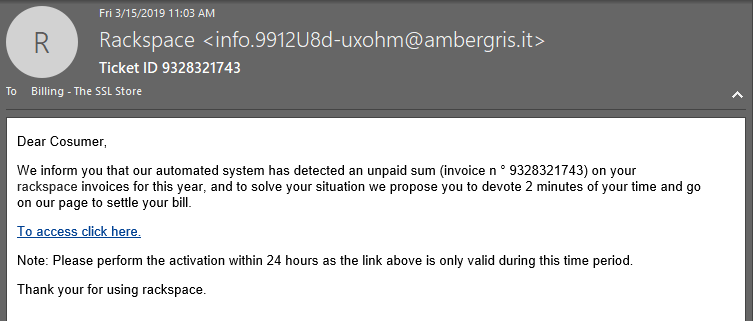 Fri 3/15/2019 11:03 AM
R
Rackspace <info.9912U8d-uxohm@ambergris.it>
Ticket ID 9328321743
To Billing - The SSL Store
Dear Cosumer,
We inform you that our automated system has detected an unpaid sum (invoice n ° 9328321743) on your
rackspace invoices for this year, and to solve your situation we propose you to devote 2 minutes of your time and go
on our page to settle your bill.
To access click here.
Note: Please perform the activation within 24 hours as the link above is only valid during this time period.
Thank your for using rackspace.